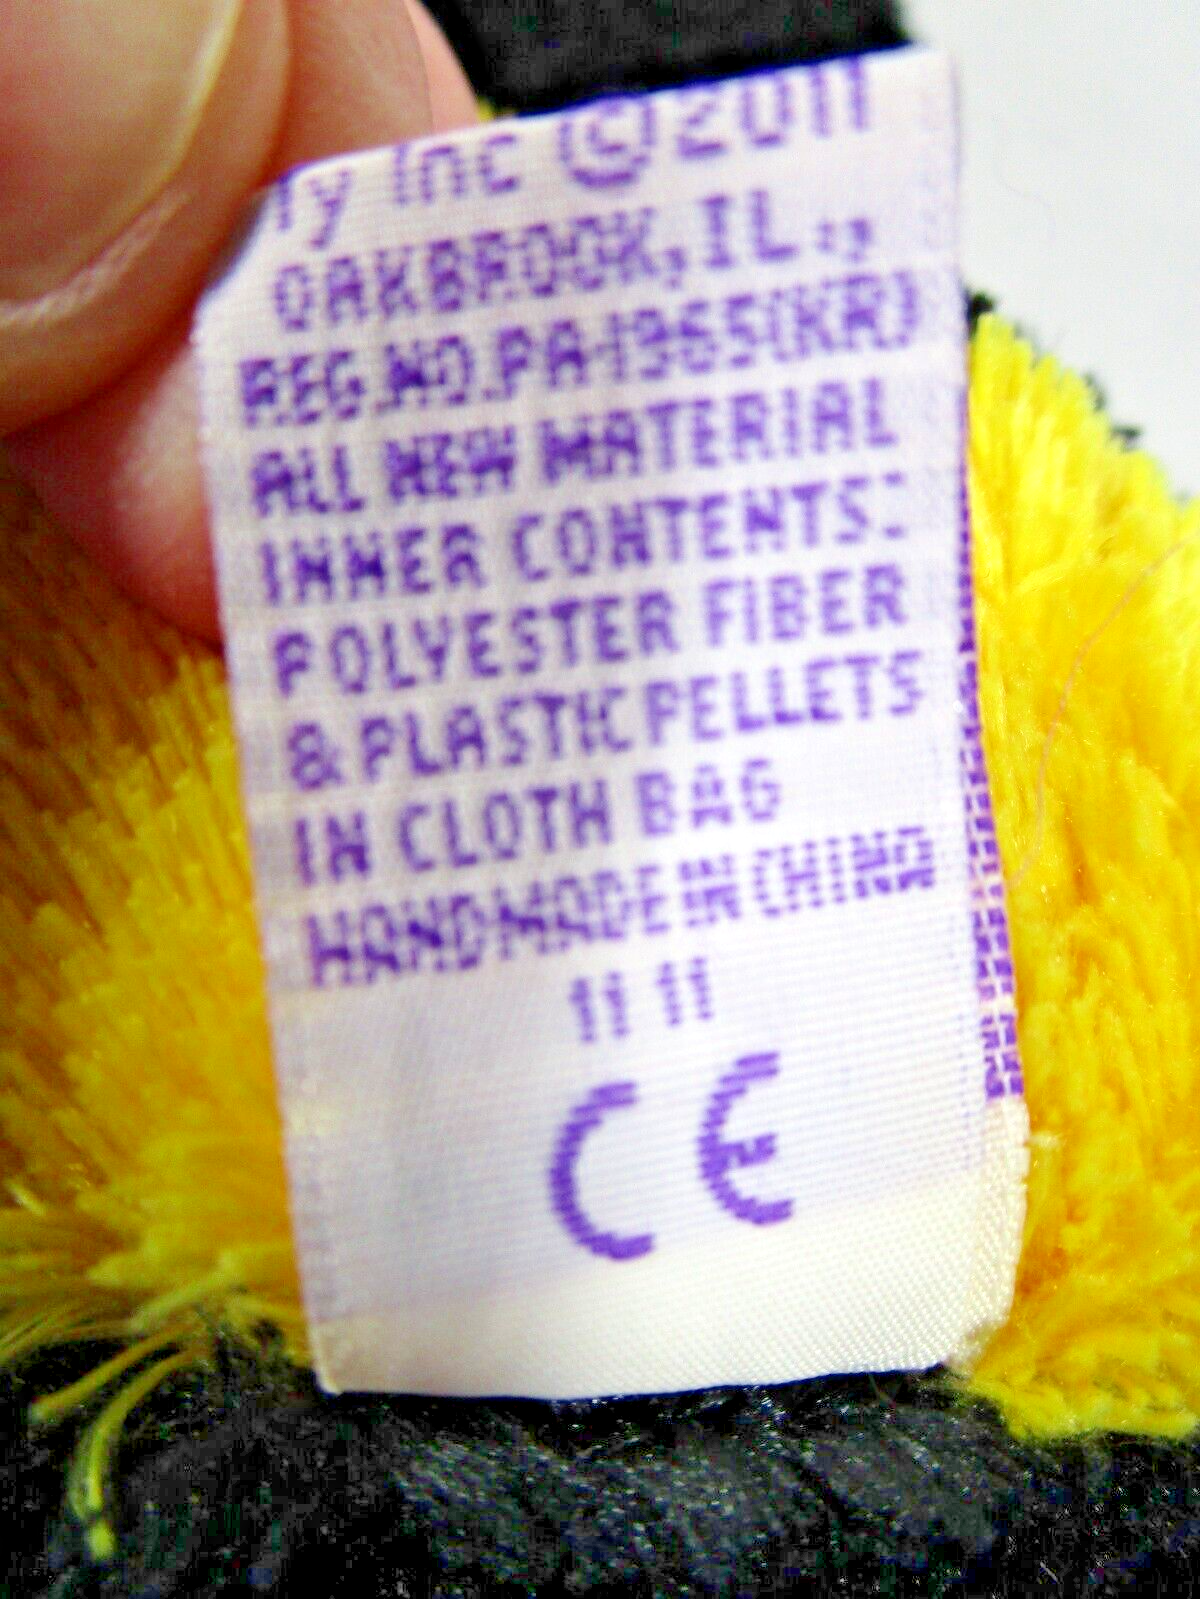 Ty Inc ©2011
OAKBROOK, IL.,
REG.NO.PA-1965(KR)
ALL NEW MATERIAL
INNER CONTENTS:
POLYESTER FIBER
& PLASTIC PELLETS
IN CLOTH BAG
HANDMADE IN CHINA
11 11
CE